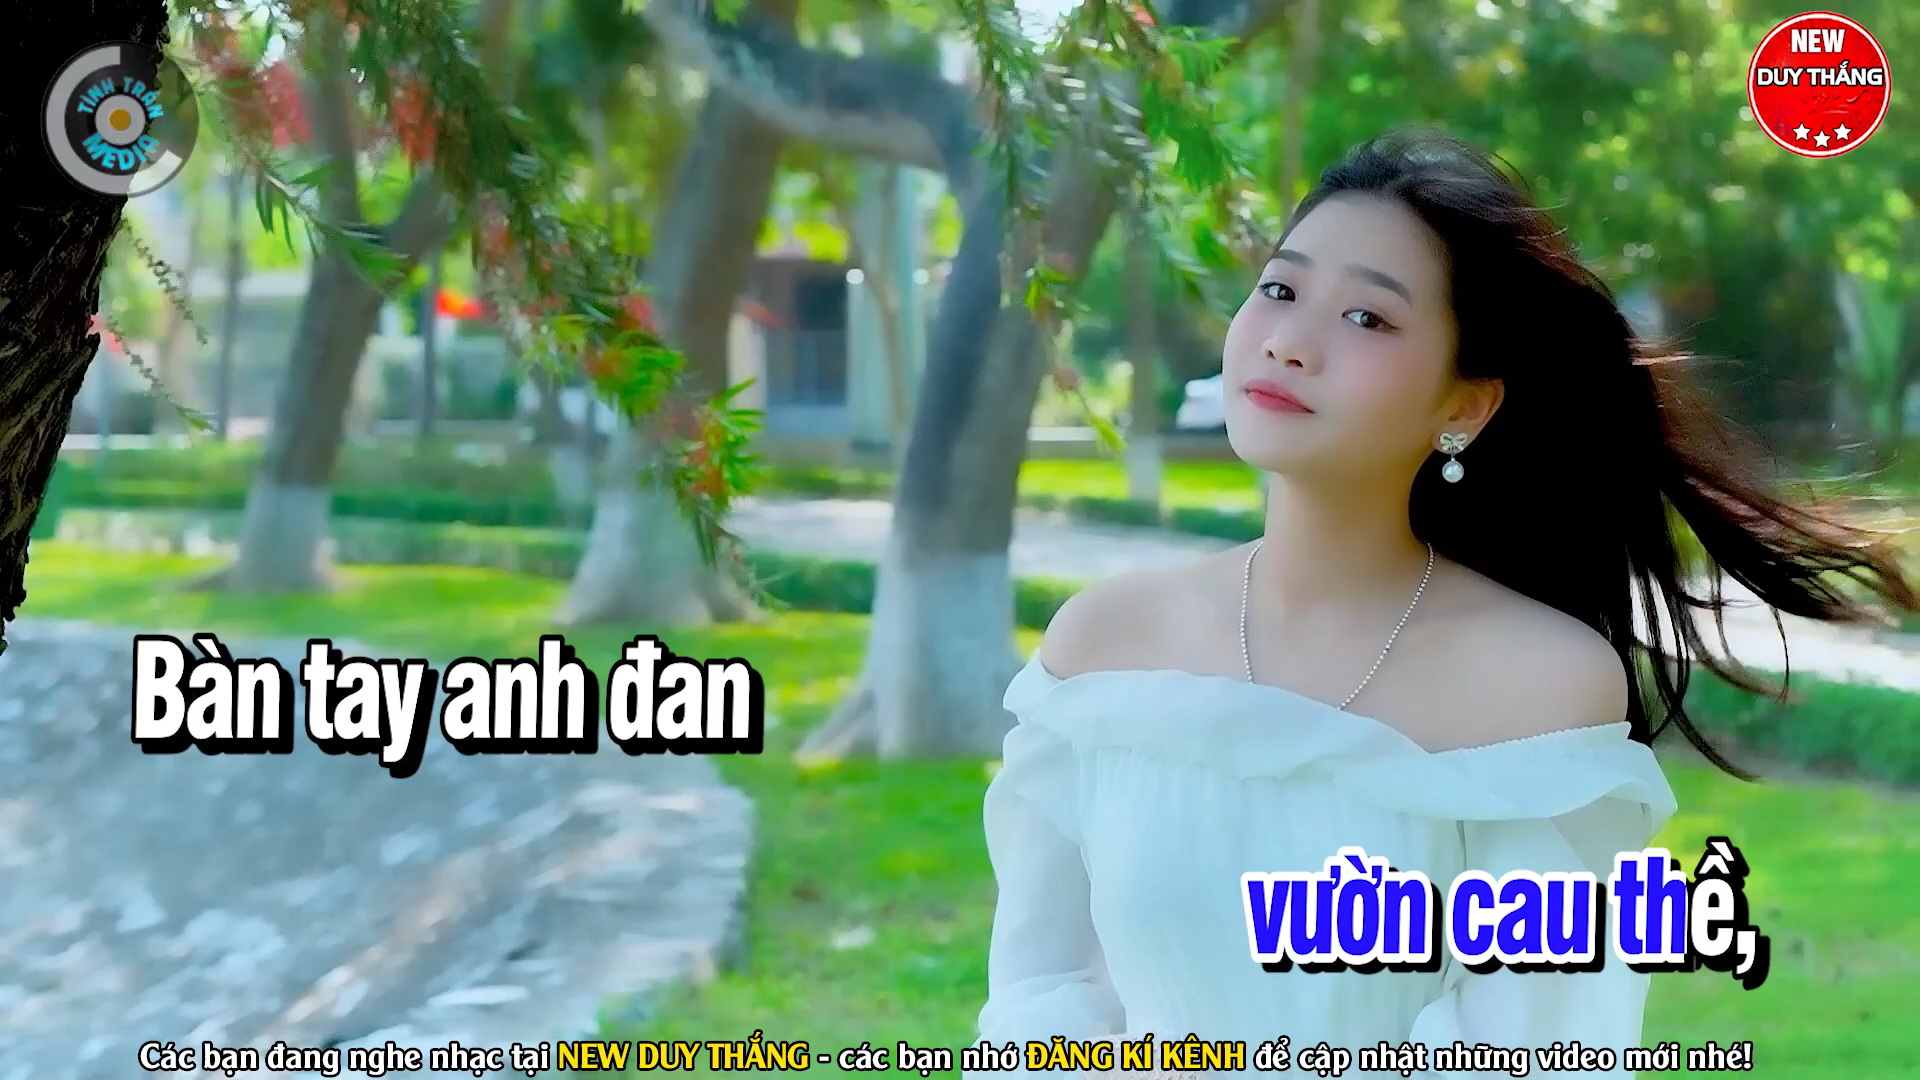 TÌNH TRẦN
MEDIA
NEW
DUY THẮNG
Bàn tay anh đan
vườn cau thề,
Các bạn đang nghe nhạc tại NEW DUY THẮNG - các bạn nhớ ĐĂNG KÍ KÊNH để cập nhật những video mới nhé!